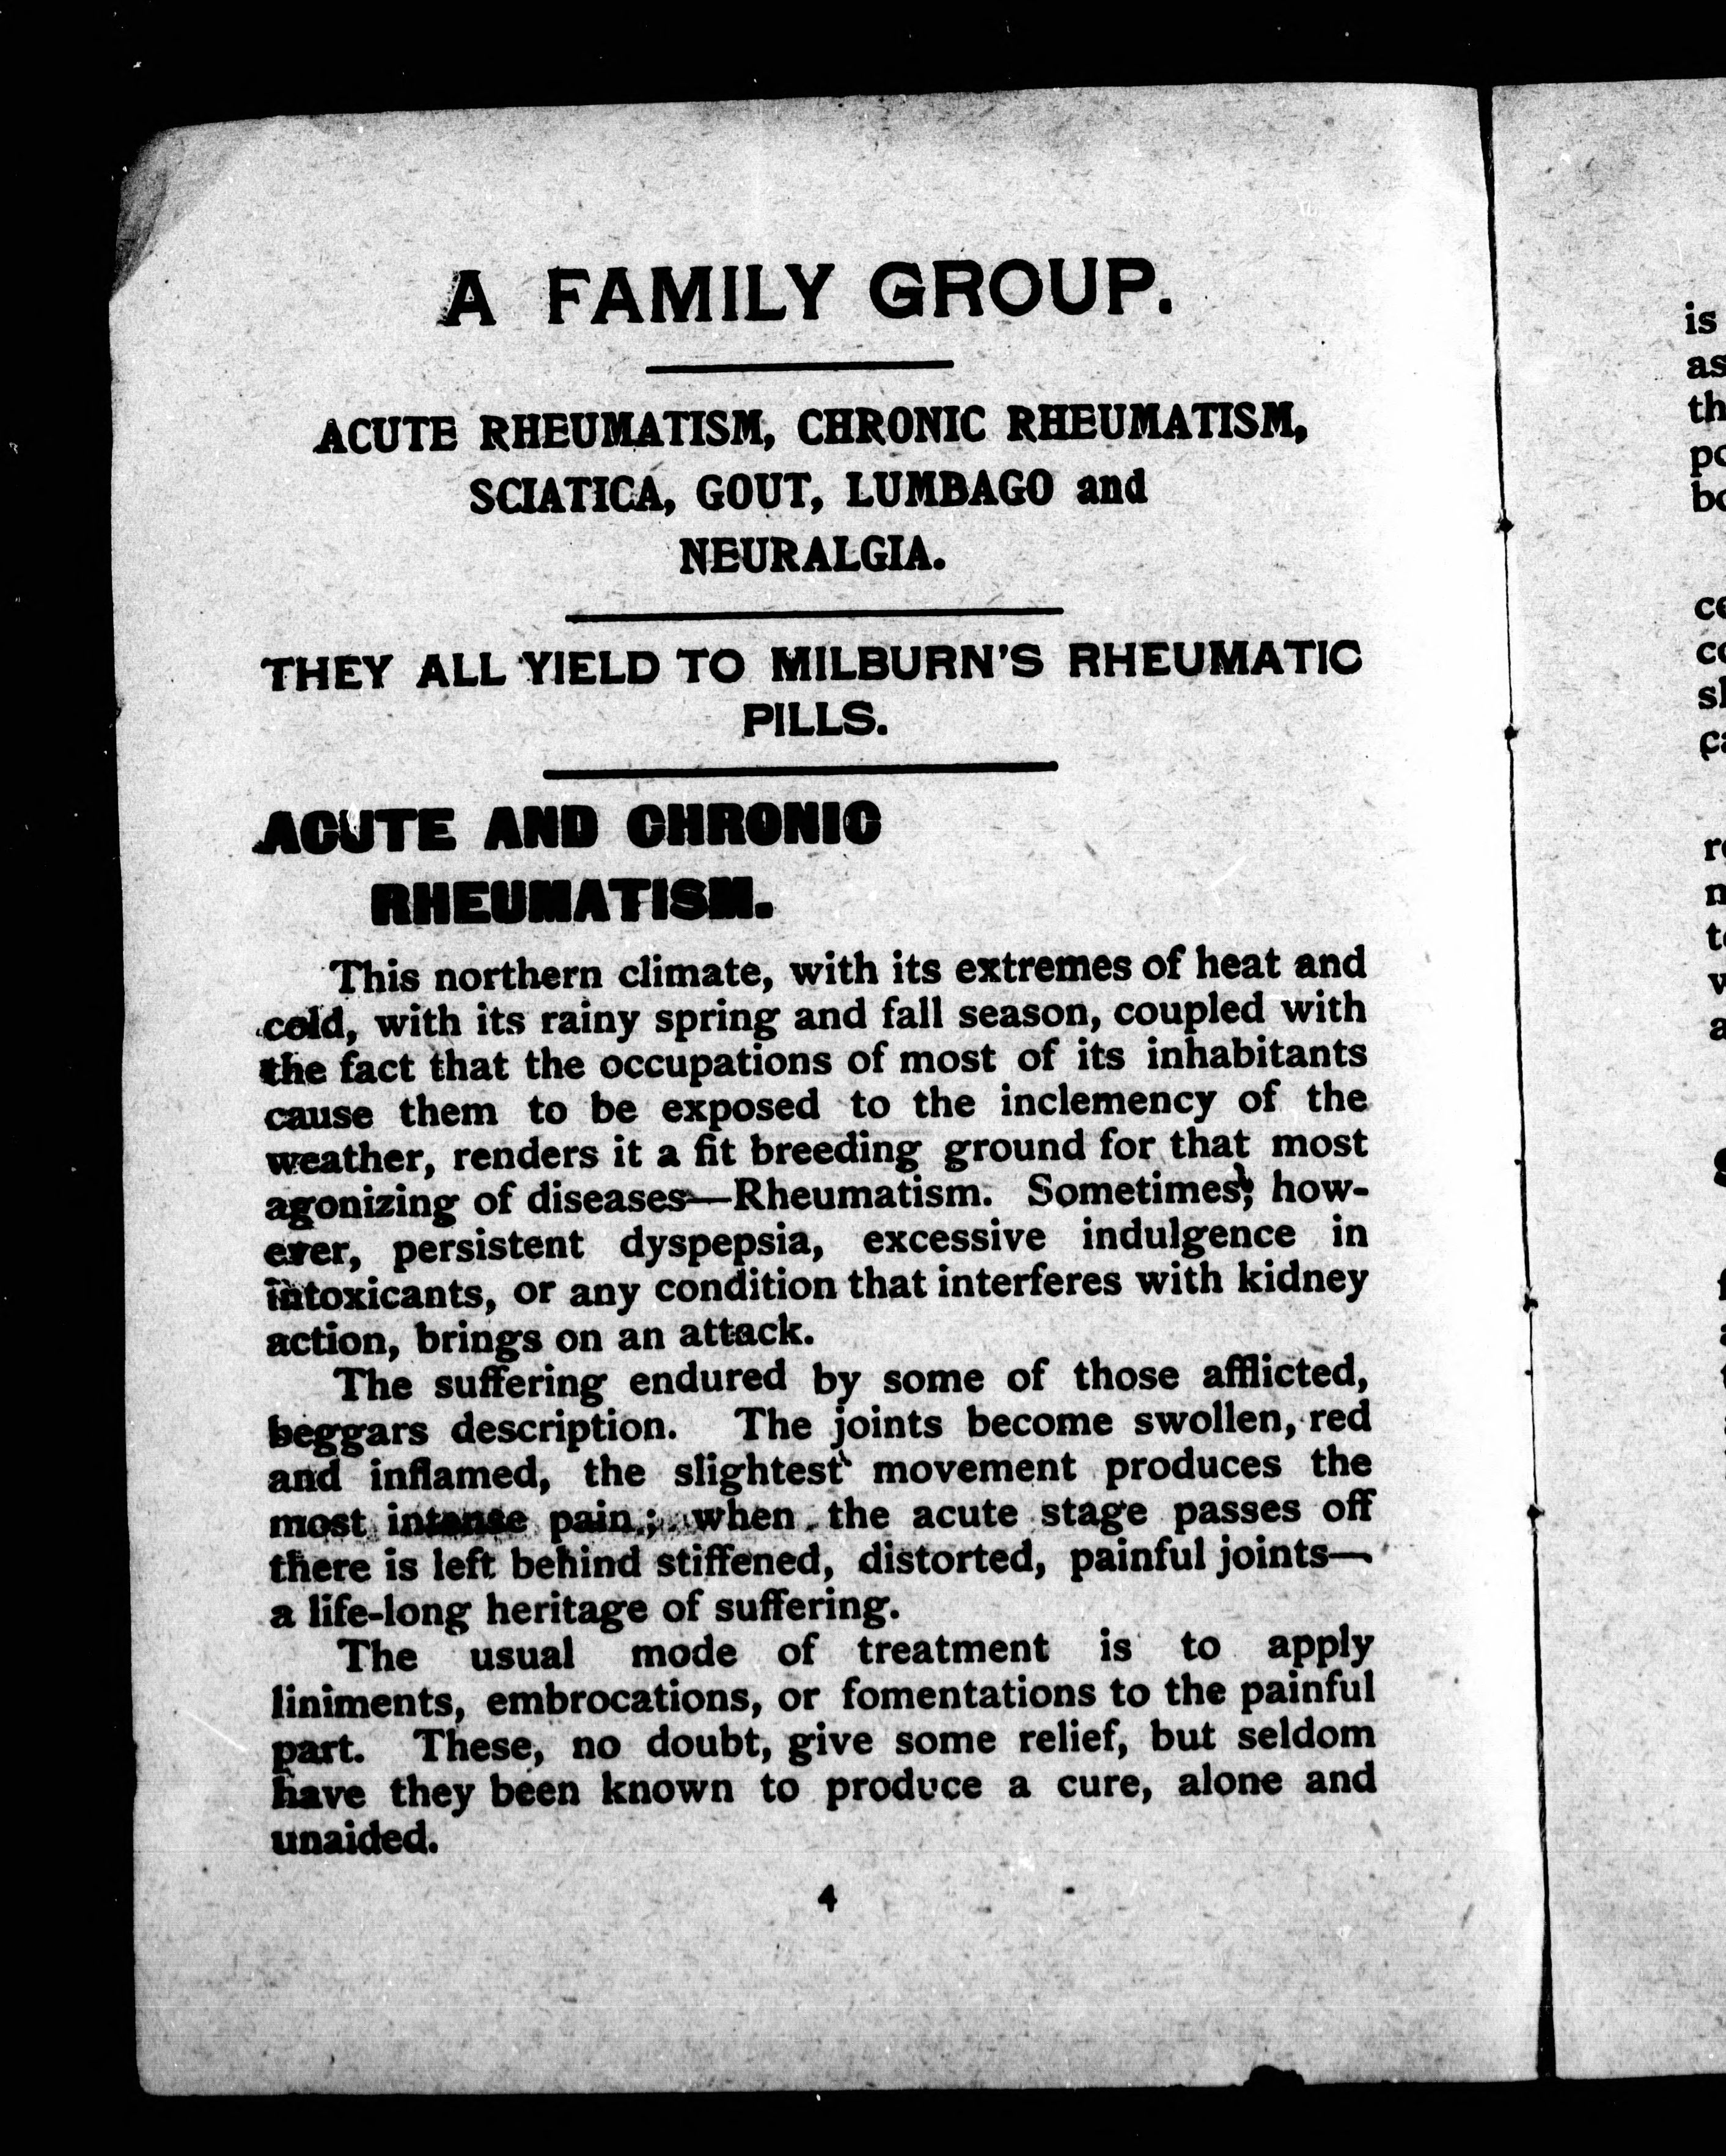 A FAMILY GROUP.
ACUTE RHEUMATISM, CHRONIC RHEUMATISM,
SCIATICA, GOUT, LUMBAGO and
NEURALGIA.
THEY ALL YIELD TO MILBURN'S RHEUMATIC
PILLS.
ACUTE AND CHRONIC
RHEUMATISM.
This northern climate, with its extremes of heat and
cold, with its rainy spring and fall season, coupled with
the fact that the occupations of most of its inhabitants
cause them to be exposed to the inclemency of the
weather, renders it a fit breeding ground for that most
agonizing of diseases—Rheumatism. Sometimes, how-
ever, persistent dyspepsia, excessive indulgence in
intoxicants, or any condition that interferes with kidney
action, brings on an attack.
The suffering endured by some of those afflicted,
beggars description. The joints become swollen, red
and inflamed, the slightest movement produces the
most intense pain; when the acute stage passes off
there is left behind stiffened, distorted, painful joints—
a life-long heritage of suffering.
The usual mode of treatment is to apply
liniments, embrocations, or fomentations to the painful
part. These, no doubt, give some relief, but seldom
have they been known to produce a cure, alone and
unaided.
4
is